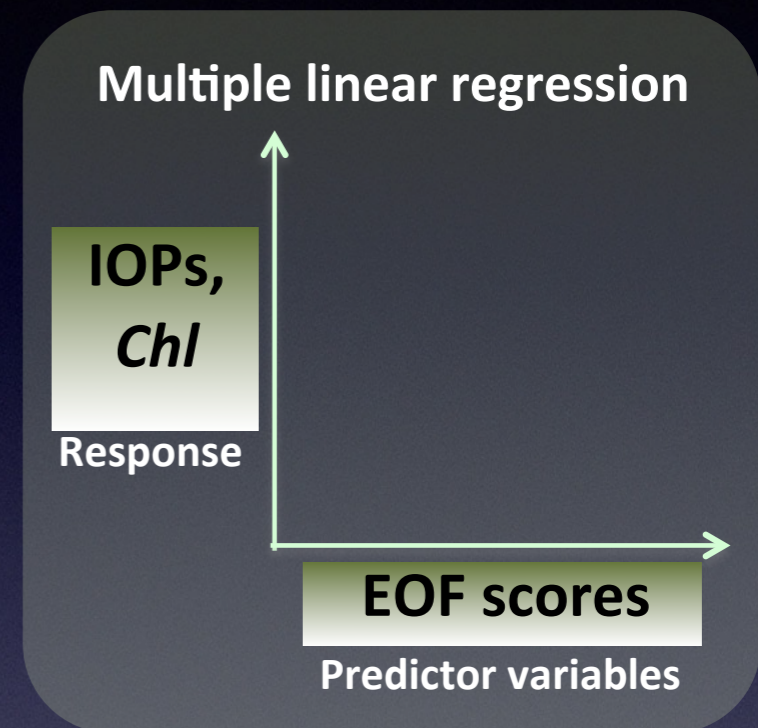 Multiple linear regression
IOPs,
Chl
Response
EOF scores
Predictor variables